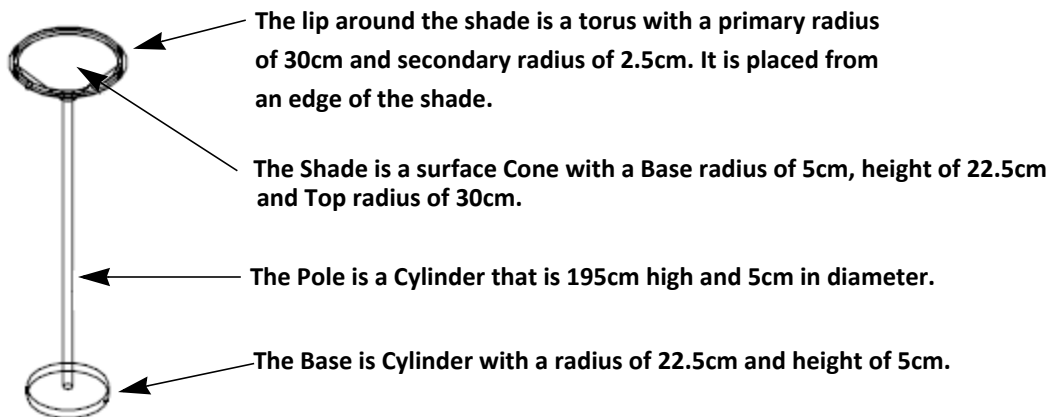 The lip around the shade is a torus with a primary radius
of 30cm and secondary radius of 2.5cm. It is placed from
an edge of the shade.
The Shade is a surface Cone with a Base radius of 5cm, height of 22.5cm
and Top radius of 30cm.
The Pole is a Cylinder that is 195cm high and 5cm in diameter.
The Base is Cylinder with a radius of 22.5cm and height of 5cm.